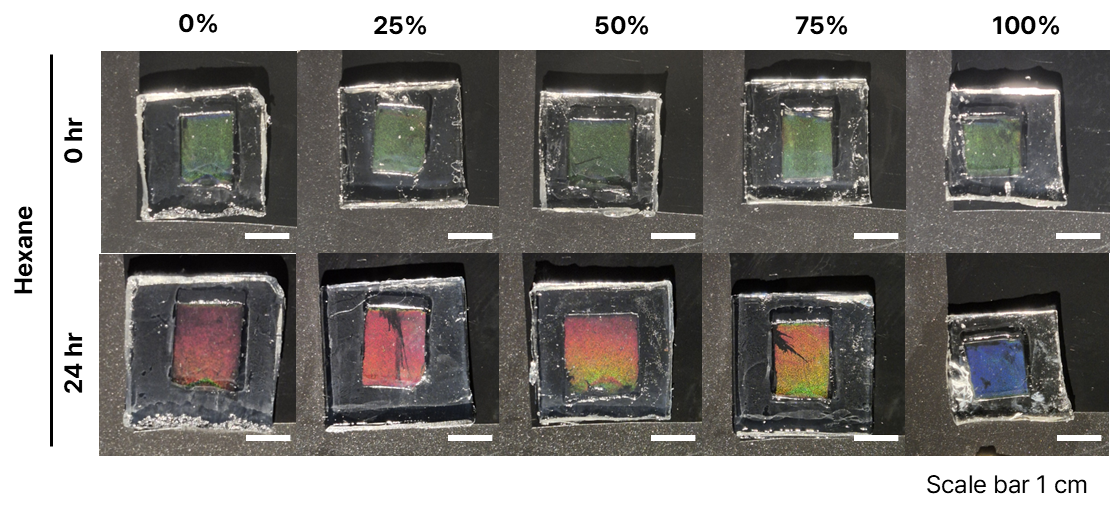 0% 25% 50% 75% 100%
Hexane
0 hr
24 hr
Scale bar 1 cm